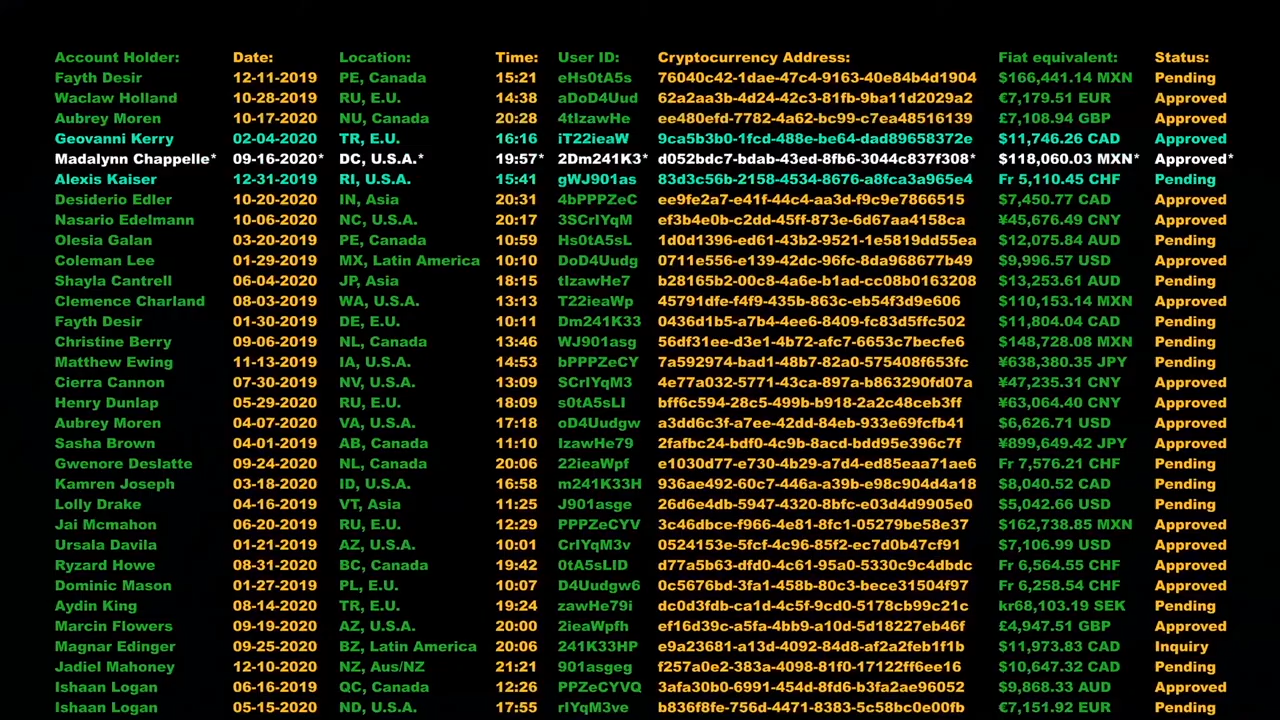 Account Holder: Date: Location: Time: User ID: Cryptocurrency Address: Fiat equivalent: Status:
Fayth Desir 12-11-2019 PE, Canada 15:21 eHs0tA5s 76040c42-1dae-47c4-9163-40e84b4d1904 $166,441.14 MXN Pending
Waclaw Holland 10-28-2019 RU, E.U. 14:38 aDoD4Uud 62a2aa3b-4d24-42c3-81fb-9ba11d2029a2 €7,179.51 EUR Approved
Aubrey Moren 10-17-2020 NU, Canada 20:28 4tIzawHe ee480efd-7782-4a62-bc99-c7ea48516139 £7,108.94 GBP Approved
Geovanni Kerry 02-04-2020 TR, E.U. 16:16 iT22ieaW 9ca5b3b0-1fcd-488e-be64-dad89658372e $11,746.26 CAD Approved
Madalynn Chappelle* 09-16-2020* DC, U.S.A.* 19:57* 2Dm241K3* d052bdc7-bdab-43ed-8fb6-3044c837f308* $118,060.03 MXN* Approved*
Alexis Kaiser 12-31-2019 RI, U.S.A. 15:41 gWJ901as 83d3c56b-2158-4534-8676-a8fca3a965e4 Fr 5,110.45 CHF Pending
Desiderio Edler 10-20-2020 IN, Asia 20:31 4bPPPZeC ee9fe2a7-e41f-44c4-aa3d-f9c9e7866515 $7,450.77 CAD Approved
Nasario Edelmann 10-06-2020 NC, U.S.A. 20:17 3SCrIYqM ef3b4e0b-c2dd-45ff-873e-6d67aa4158ca ¥45,676.49 CNY Approved
Olesia Galan 03-20-2019 PE, Canada 10:59 Hs0tA5sL 1d0d1396-ed61-43b2-9521-1e5819dd55ea $12,075.84 AUD Pending
Coleman Lee 01-29-2019 MX, Latin America 10:10 DoD4Uudg 0711e556-e139-42dc-96fc-8da968677b49 $9,996.57 USD Approved
Shayla Cantrell 06-04-2020 JP, Asia 18:15 tIzawHe7 b28165b2-00c8-4a6e-b1ad-cc08b0163208 $13,253.61 AUD Pending
Clemence Charland 08-03-2019 WA, U.S.A. 13:13 T22ieaWp 45791dfe-f4f9-435b-863c-eb54f3d9e606 $110,153.14 MXN Approved
Fayth Desir 01-30-2019 DE, E.U. 10:11 Dm241K33 0436d1b5-a7b4-4ee6-8409-fc83d5ffc502 $11,804.04 CAD Pending
Christine Berry 09-06-2019 NL, Canada 13:46 WJ901asg 56df31ee-d3e1-4b72-afc7-6653c7becfe6 $148,728.08 MXN Pending
Matthew Ewing 11-13-2019 IA, U.S.A. 14:53 bPPPZeCY 7a592974-bad1-48b7-82a0-575408f653fc ¥638,380.35 JPY Pending
Cierra Cannon 07-30-2019 NV, U.S.A. 13:09 SCrIYqM3 4e77a032-5771-43ca-897a-b863290fd07a ¥47,235.31 CNY Approved
Henry Dunlap 05-29-2020 RU, E.U. 18:09 s0tA5sLI bff6c594-28c5-499b-b918-2a2c48ceb3ff ¥63,064.40 CNY Approved
Aubrey Moren 04-07-2020 VA, U.S.A. 17:18 oD4Uudgw a3dd6c3f-a7ee-42dd-84eb-933e69fcfb41 $6,626.71 USD Approved
Sasha Brown 04-01-2019 AB, Canada 11:10 IzawHe79 2fafbc24-bdf0-4c9b-8acd-bdd95e396c7f ¥899,649.42 JPY Approved
Gwenore Deslatte 09-24-2020 NL, Canada 20:06 22ieaWpf e1030d77-e730-4b29-a7d4-ed85eaa71ae6 Fr 7,576.21 CHF Pending
Kamren Joseph 03-18-2020 ID, U.S.A. 16:58 m241K33H 936ae492-60c7-446a-a39b-e98c904d4a18 $8,040.52 CAD Pending
Lolly Drake 04-16-2019 VT, Asia 11:25 J901asge 26d6e4db-5947-4320-8bfc-e03d4d9905e0 $5,042.66 USD Pending
Jai Mcmahon 06-20-2019 RU, E.U. 12:29 PPPZeCYV 3c46dbce-f966-4e81-8fc1-05279be58e37 $162,738.85 MXN Approved
Ursala Davila 01-21-2019 AZ, U.S.A. 10:01 CrIYqM3v 0524153e-5fcf-4c96-85f2-ec7d0b47cf91 $7,106.99 USD Approved
Ryzard Howe 08-31-2020 BC, Canada 19:42 0tA5sLID d77a5b63-dfd0-4c61-95a0-5330c9c4dbdc Fr 6,564.55 CHF Approved
Dominic Mason 01-27-2019 PL, E.U. 10:07 D4Uudgw6 0c5676bd-3fa1-458b-80c3-bece31504f97 Fr 6,258.54 CHF Approved
Aydin King 08-14-2020 TR, E.U. 19:24 zawHe79i dc0d3fdb-ca1d-4c5f-9cd0-5178cb99c21c kr68,103.19 SEK Pending
Marcin Flowers 09-19-2020 AZ, U.S.A. 20:00 2ieaWpfh ef16d39c-a5fa-4bb9-a10d-5d18227eb46f £4,947.51 GBP Approved
Magnar Edinger 09-25-2020 BZ, Latin America 20:06 241K33HP e9a23681-a13d-4092-84d8-af2a2feb1f1b $11,973.83 CAD Inquiry
Jadiel Mahoney 12-10-2020 NZ, Aus/NZ 21:21 901asgeg f257a0e2-383a-4098-81f0-17122ff6ee16 $10,647.32 CAD Pending
Ishaan Logan 06-16-2019 QC, Canada 12:26 PPZeCYVQ 3afa30b0-6991-454d-8fd6-b3fa2ae96052 $9,868.33 AUD Approved
Ishaan Logan 05-15-2020 ND, U.S.A. 17:55 rIYqM3ve b836f8fe-756d-4471-8383-5c58bc0e00fb €7,151.92 EUR Pending